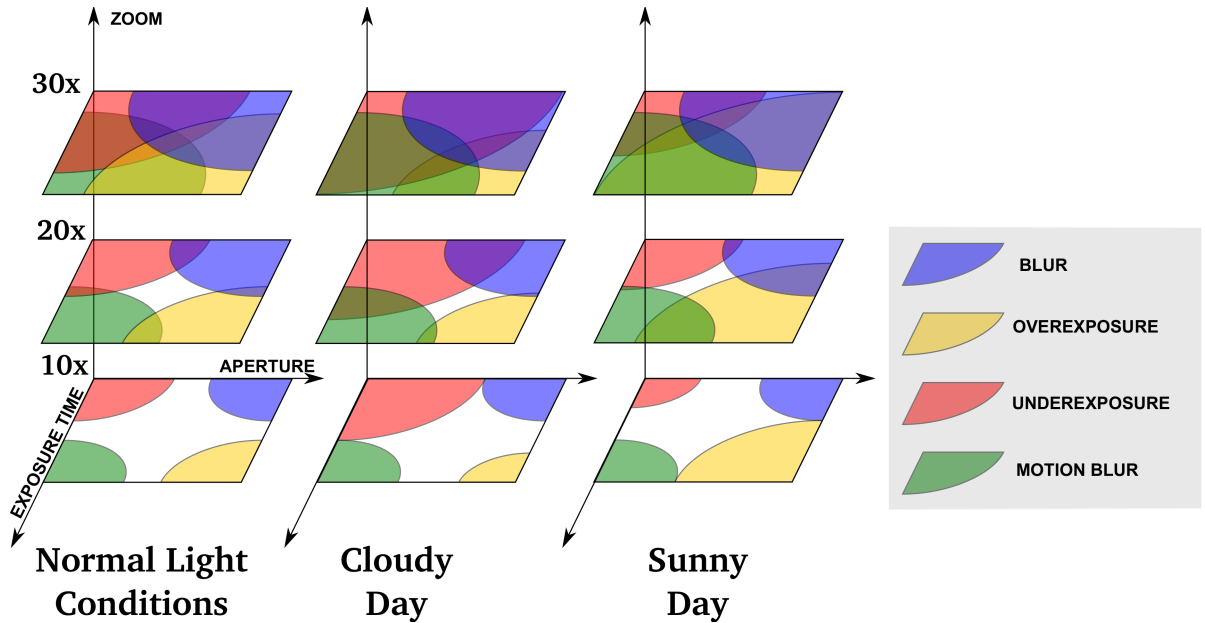 ZOOM
30x
20x
10x
APERTURE
EXPOSURE TIME
Normal Light
Conditions
Cloudy
Day
Sunny
Day
BLUR
OVEREXPOSURE
UNDEREXPOSURE
MOTION BLUR